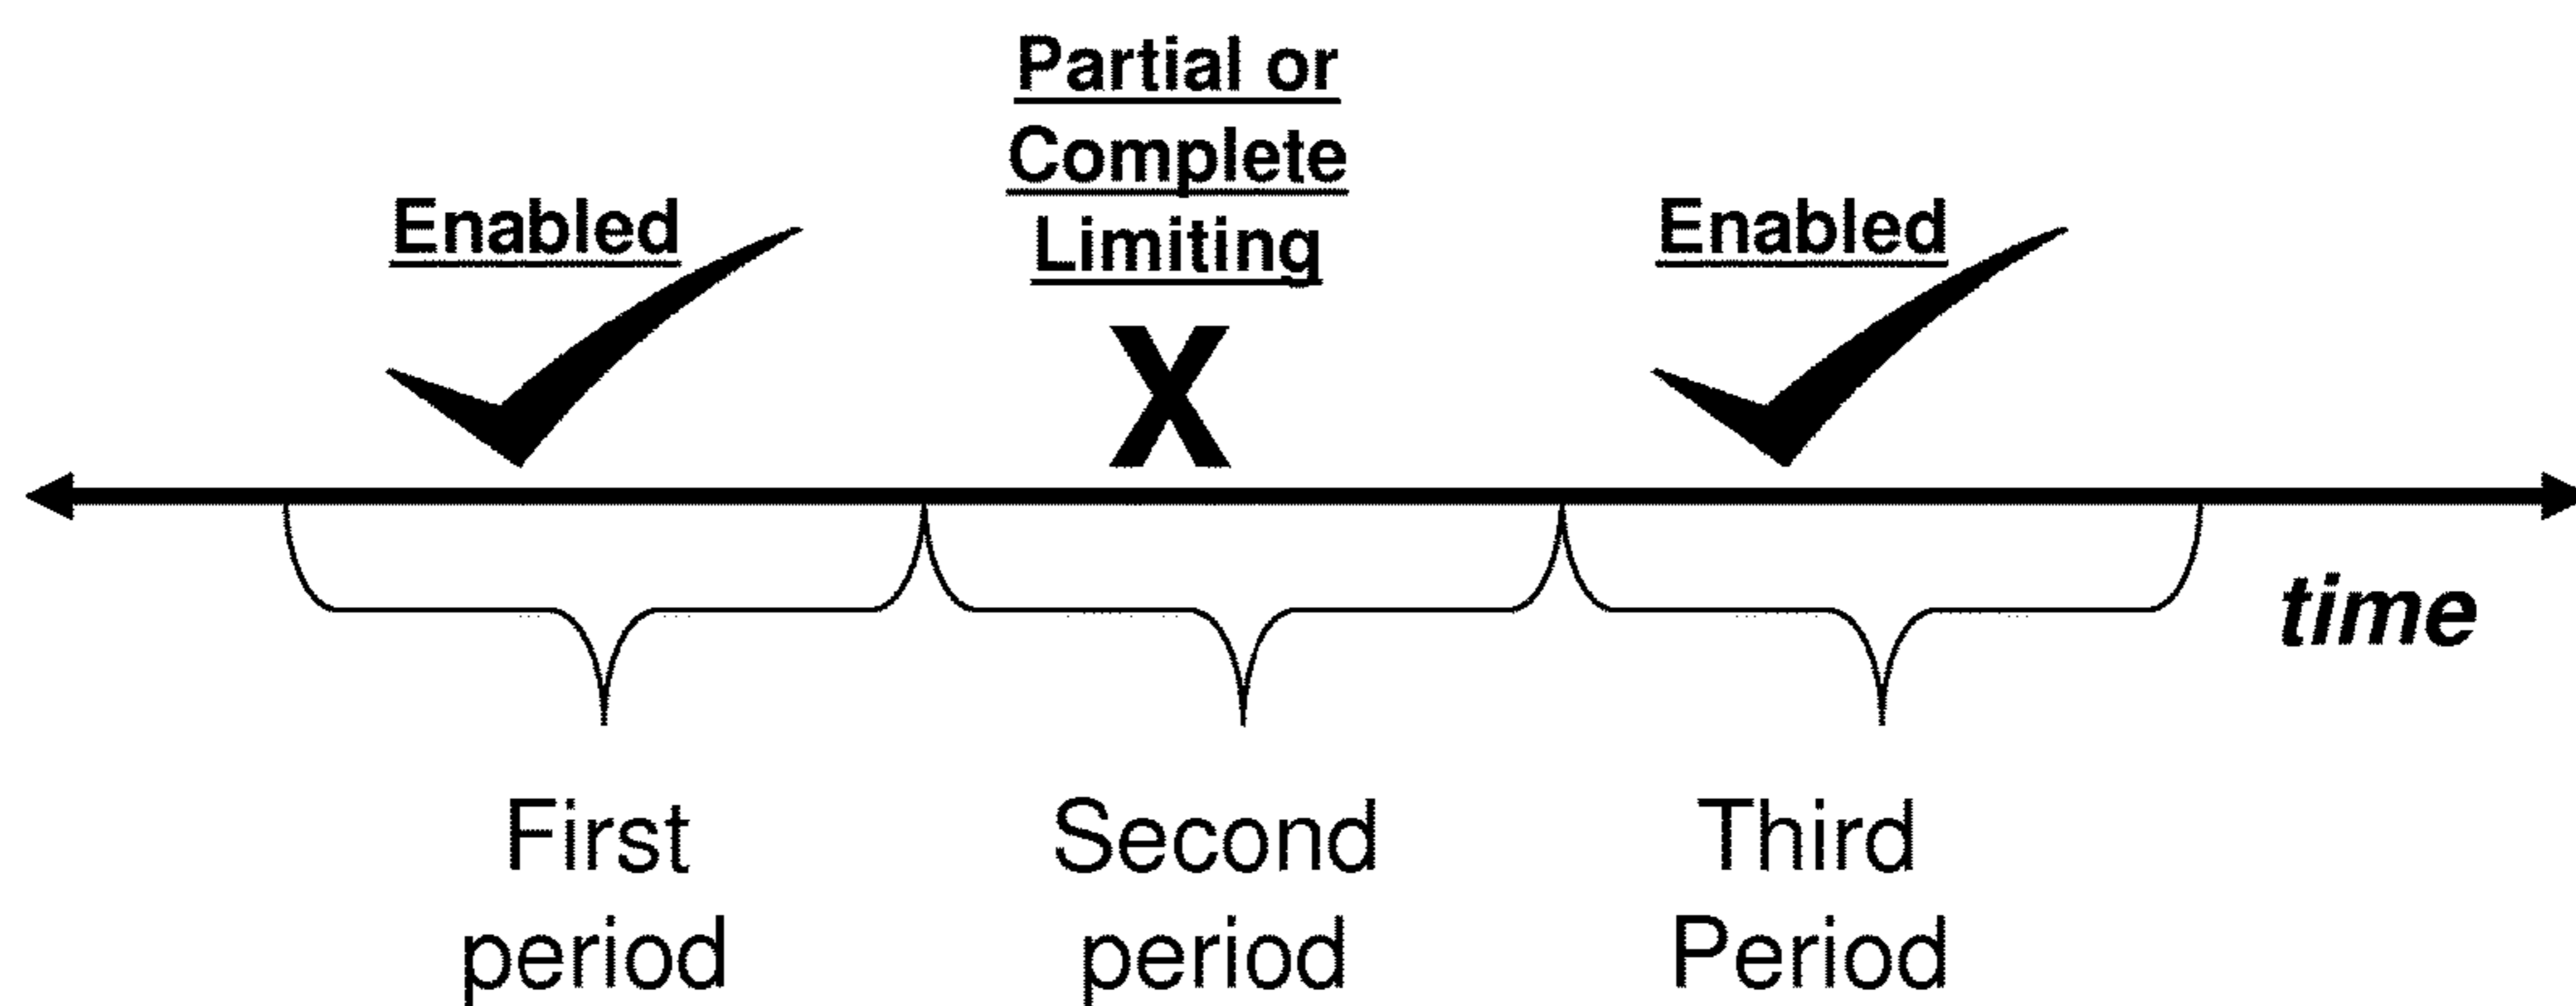 Partial or
Complete
Limiting
Enabled
X
Enabled
time
First
period
Second
period
Third
Period